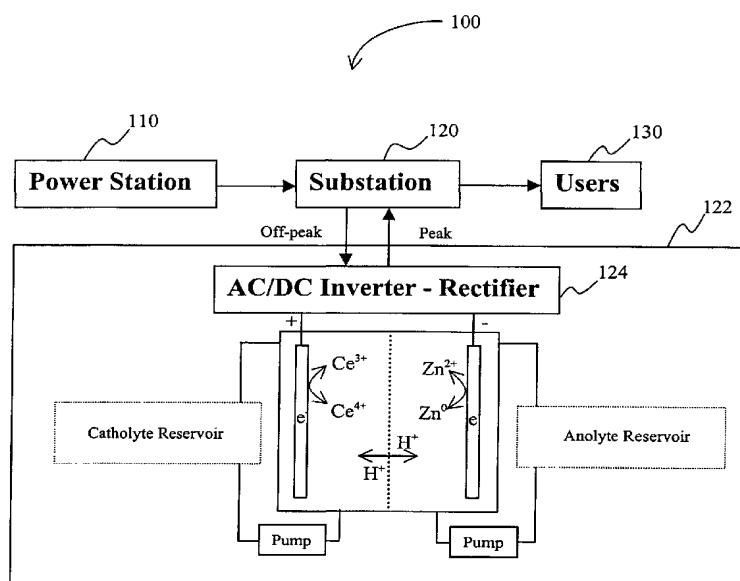 100
110
120
130
Power Station
Substation
Users
122
Off-peak
Peak
124
AC/DC Inverter - Rectifier
+
-
Ce3+
Zn2+
e
e
Ce4+
Zn0
Catholyte Reservoir
Anolyte Reservoir
H+
H+
Pump
Pump